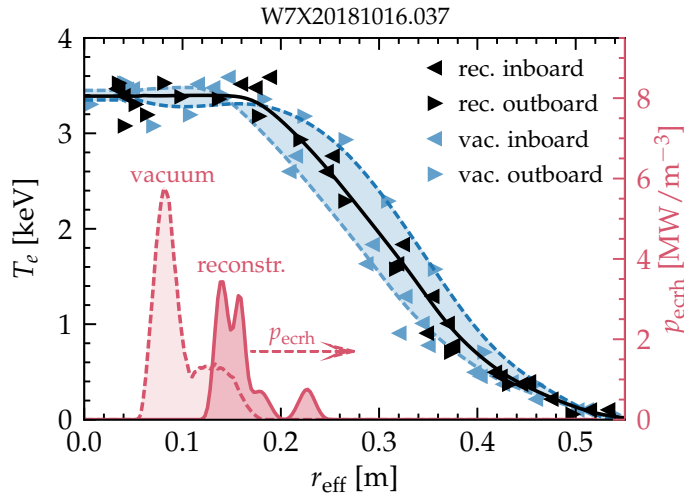 W7X20181016.037
4
3
2
1
0
T_e [keV]
rec. inboard
rec. outboard
vac. inboard
vac. outboard
vacuum
reconstr.
p_ecrh
8
6
4
2
0
p_ecrh [MW/m⁻³]
0.0 0.1 0.2 0.3 0.4 0.5
r_eff [m]